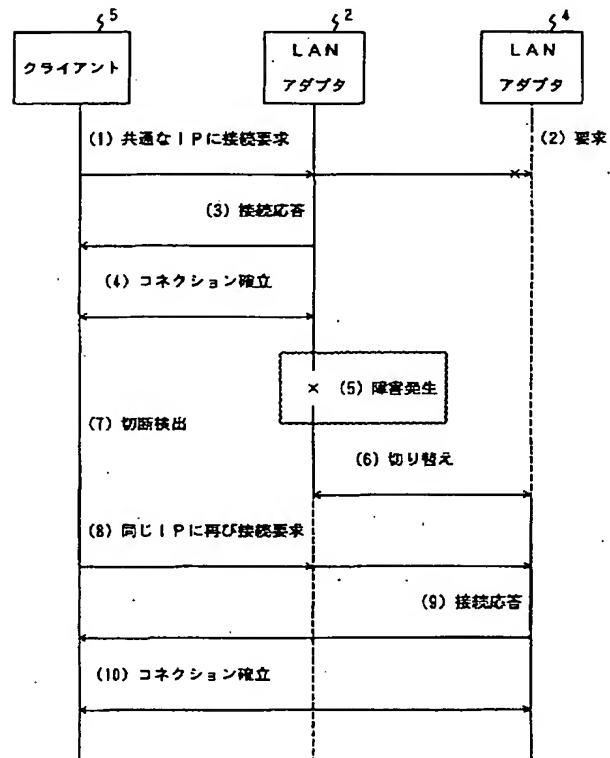 5
2
4
クライアント
LAN
アダプタ
LAN
アダプタ
(1) 共通なIPに接続要求
(2) 要求
(3) 接続応答
(4) コネクション確立
(5) 障害発生
(7) 切断検出
(6) 切り替え
(8) 同じIPに再び接続要求
(9) 接続応答
(10) コネクション確立